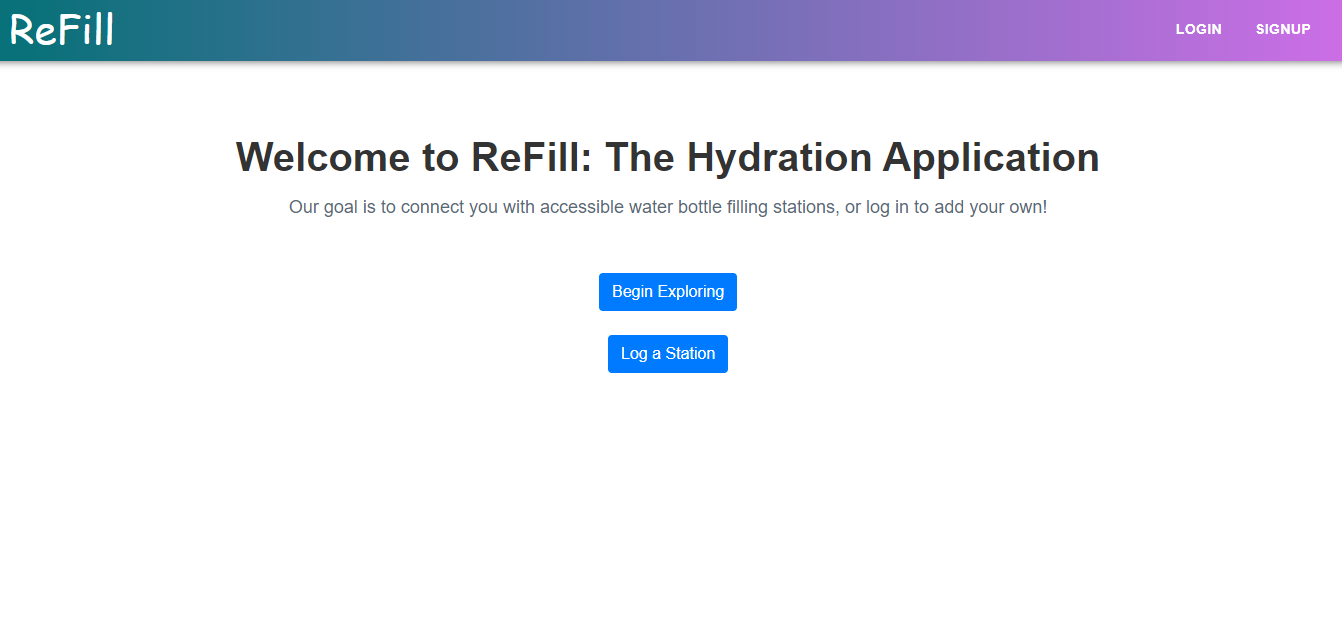 ReFill
LOGIN SIGNUP
Welcome to ReFill: The Hydration Application
Our goal is to connect you with accessible water bottle filling stations, or log in to add your own!
Begin Exploring
Log a Station